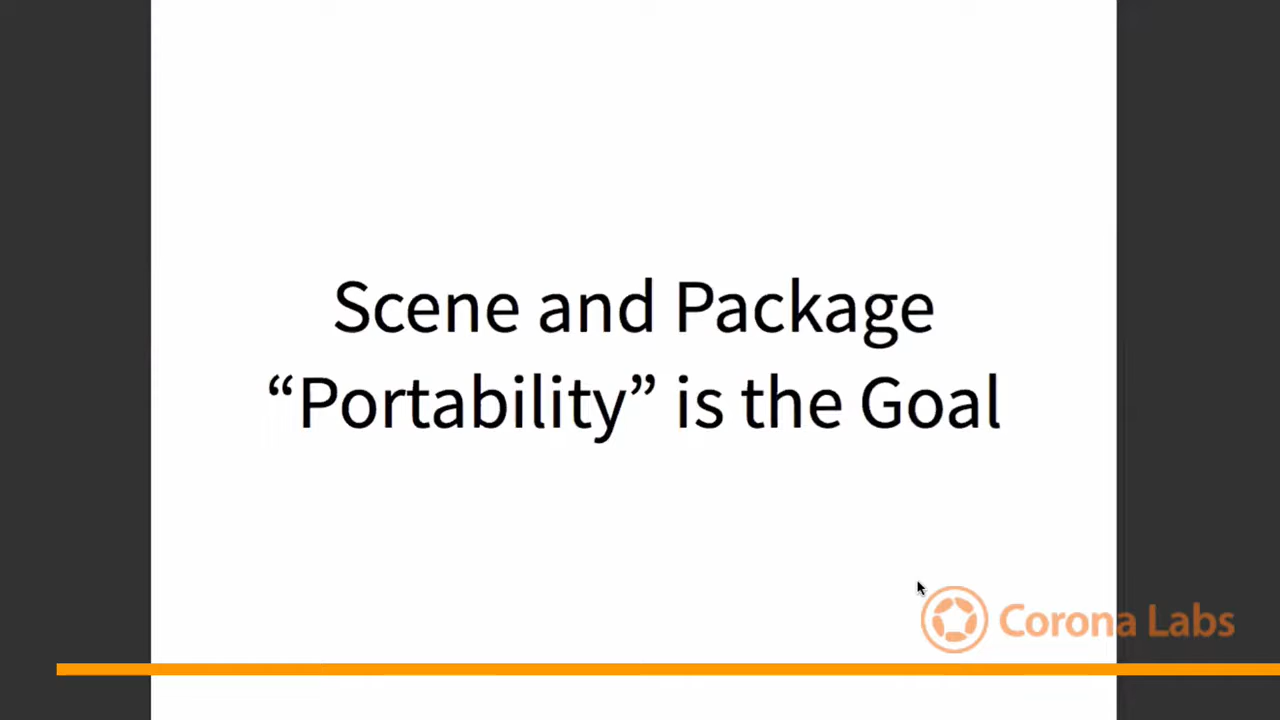 Scene and Package
“Portability” is the Goal
Corona Labs